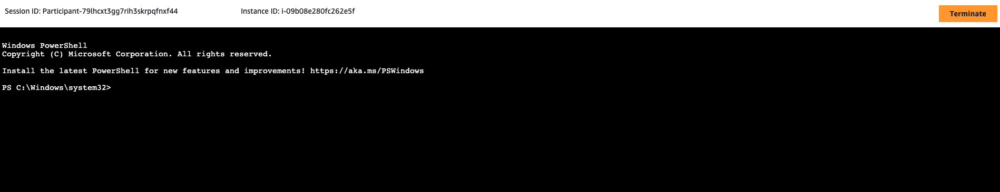 Session ID: Participant-79lhcxt3gg7rih3skrpqfnxf44 Instance ID: i-09b08e280fc262e5f Terminate
Windows PowerShell
Copyright (C) Microsoft Corporation. All rights reserved.
Install the latest PowerShell for new features and improvements! https://aka.ms/PSWindows
PS C:\Windows\system32>